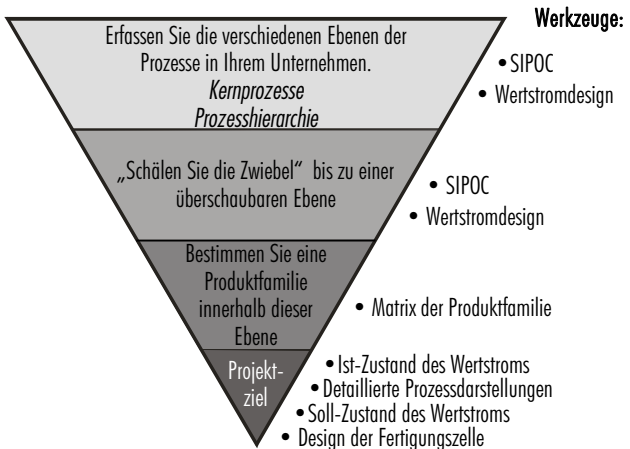 Werkzeuge:
Erfassen Sie die verschiedenen Ebenen der
Prozesse in Ihrem Unternehmen.
Kernprozesse
Prozesshierarchie
• SIPOC
• Wertstromdesign
„Schälen Sie die Zwiebel“ bis zu einer
überschaubaren Ebene
• SIPOC
• Wertstromdesign
Bestimmen Sie eine
Produktfamilie
innerhalb dieser
Ebene
• Matrix der Produktfamilie
Projekt-
ziel
• Ist-Zustand des Wertstroms
• Detaillierte Prozessdarstellungen
• Soll-Zustand des Wertstroms
• Design der Fertigungszelle